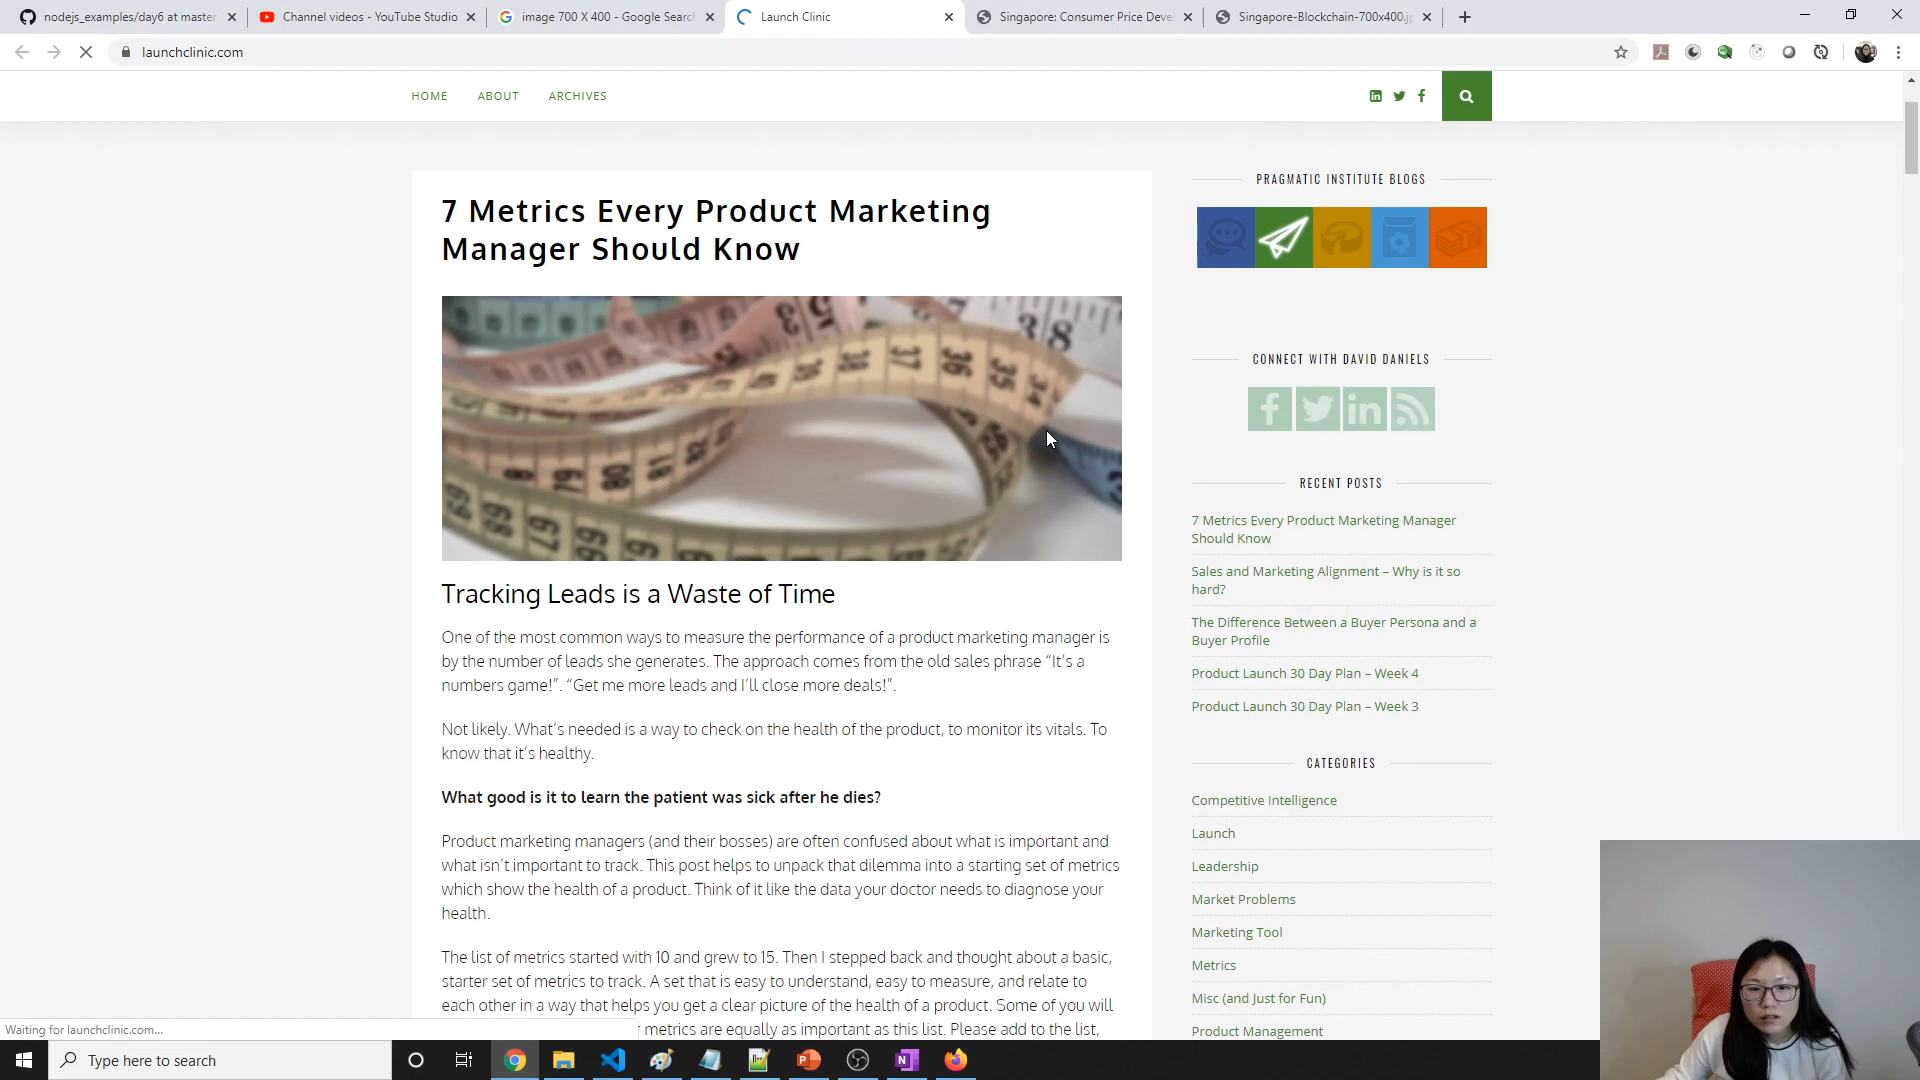 nodejs_examples/day6 at master
Channel videos - YouTube Studio
image 700 X 400 - Google Searc
Launch Clinic
Singapore: Consumer Price Deve
Singapore-Blockchain-700x400.j
launchclinic.com
HOME
ABOUT
ARCHIVES
7 Metrics Every Product Marketing
Manager Should Know
PRAGMATIC INSTITUTE BLOGS
CONNECT WITH DAVID DANIELS
RECENT POSTS
7 Metrics Every Product Marketing Manager
Should Know
Sales and Marketing Alignment – Why is it so
hard?
The Difference Between a Buyer Persona and a
Buyer Profile
Product Launch 30 Day Plan – Week 4
Product Launch 30 Day Plan – Week 3
CATEGORIES
Competitive Intelligence
Launch
Leadership
Market Problems
Marketing Tool
Metrics
Misc (and Just for Fun)
Product Management
Tracking Leads is a Waste of Time
One of the most common ways to measure the performance of a product marketing manager is
by the number of leads she generates. The approach comes from the old sales phrase “It’s a
numbers game!”. “Get me more leads and I’ll close more deals!”.
Not likely. What’s needed is a way to check on the health of the product, to monitor its vitals. To
know that it’s healthy.
What good is it to learn the patient was sick after he dies?
Product marketing managers (and their bosses) are often confused about what is important and
what isn’t important to track. This post helps to unpack that dilemma into a starting set of metrics
which show the health of a product. Think of it like the data your doctor needs to diagnose your
health.
The list of metrics started with 10 and grew to 15. Then I stepped back and thought about a basic,
starter set of metrics to track. A set that is easy to understand, easy to measure, and relate to
each other in a way that helps you get a clear picture of the health of a product. Some of you will
r metrics are equally as important as this list. Please add to the list,
Waiting for launchclinic.com...
Type here to search